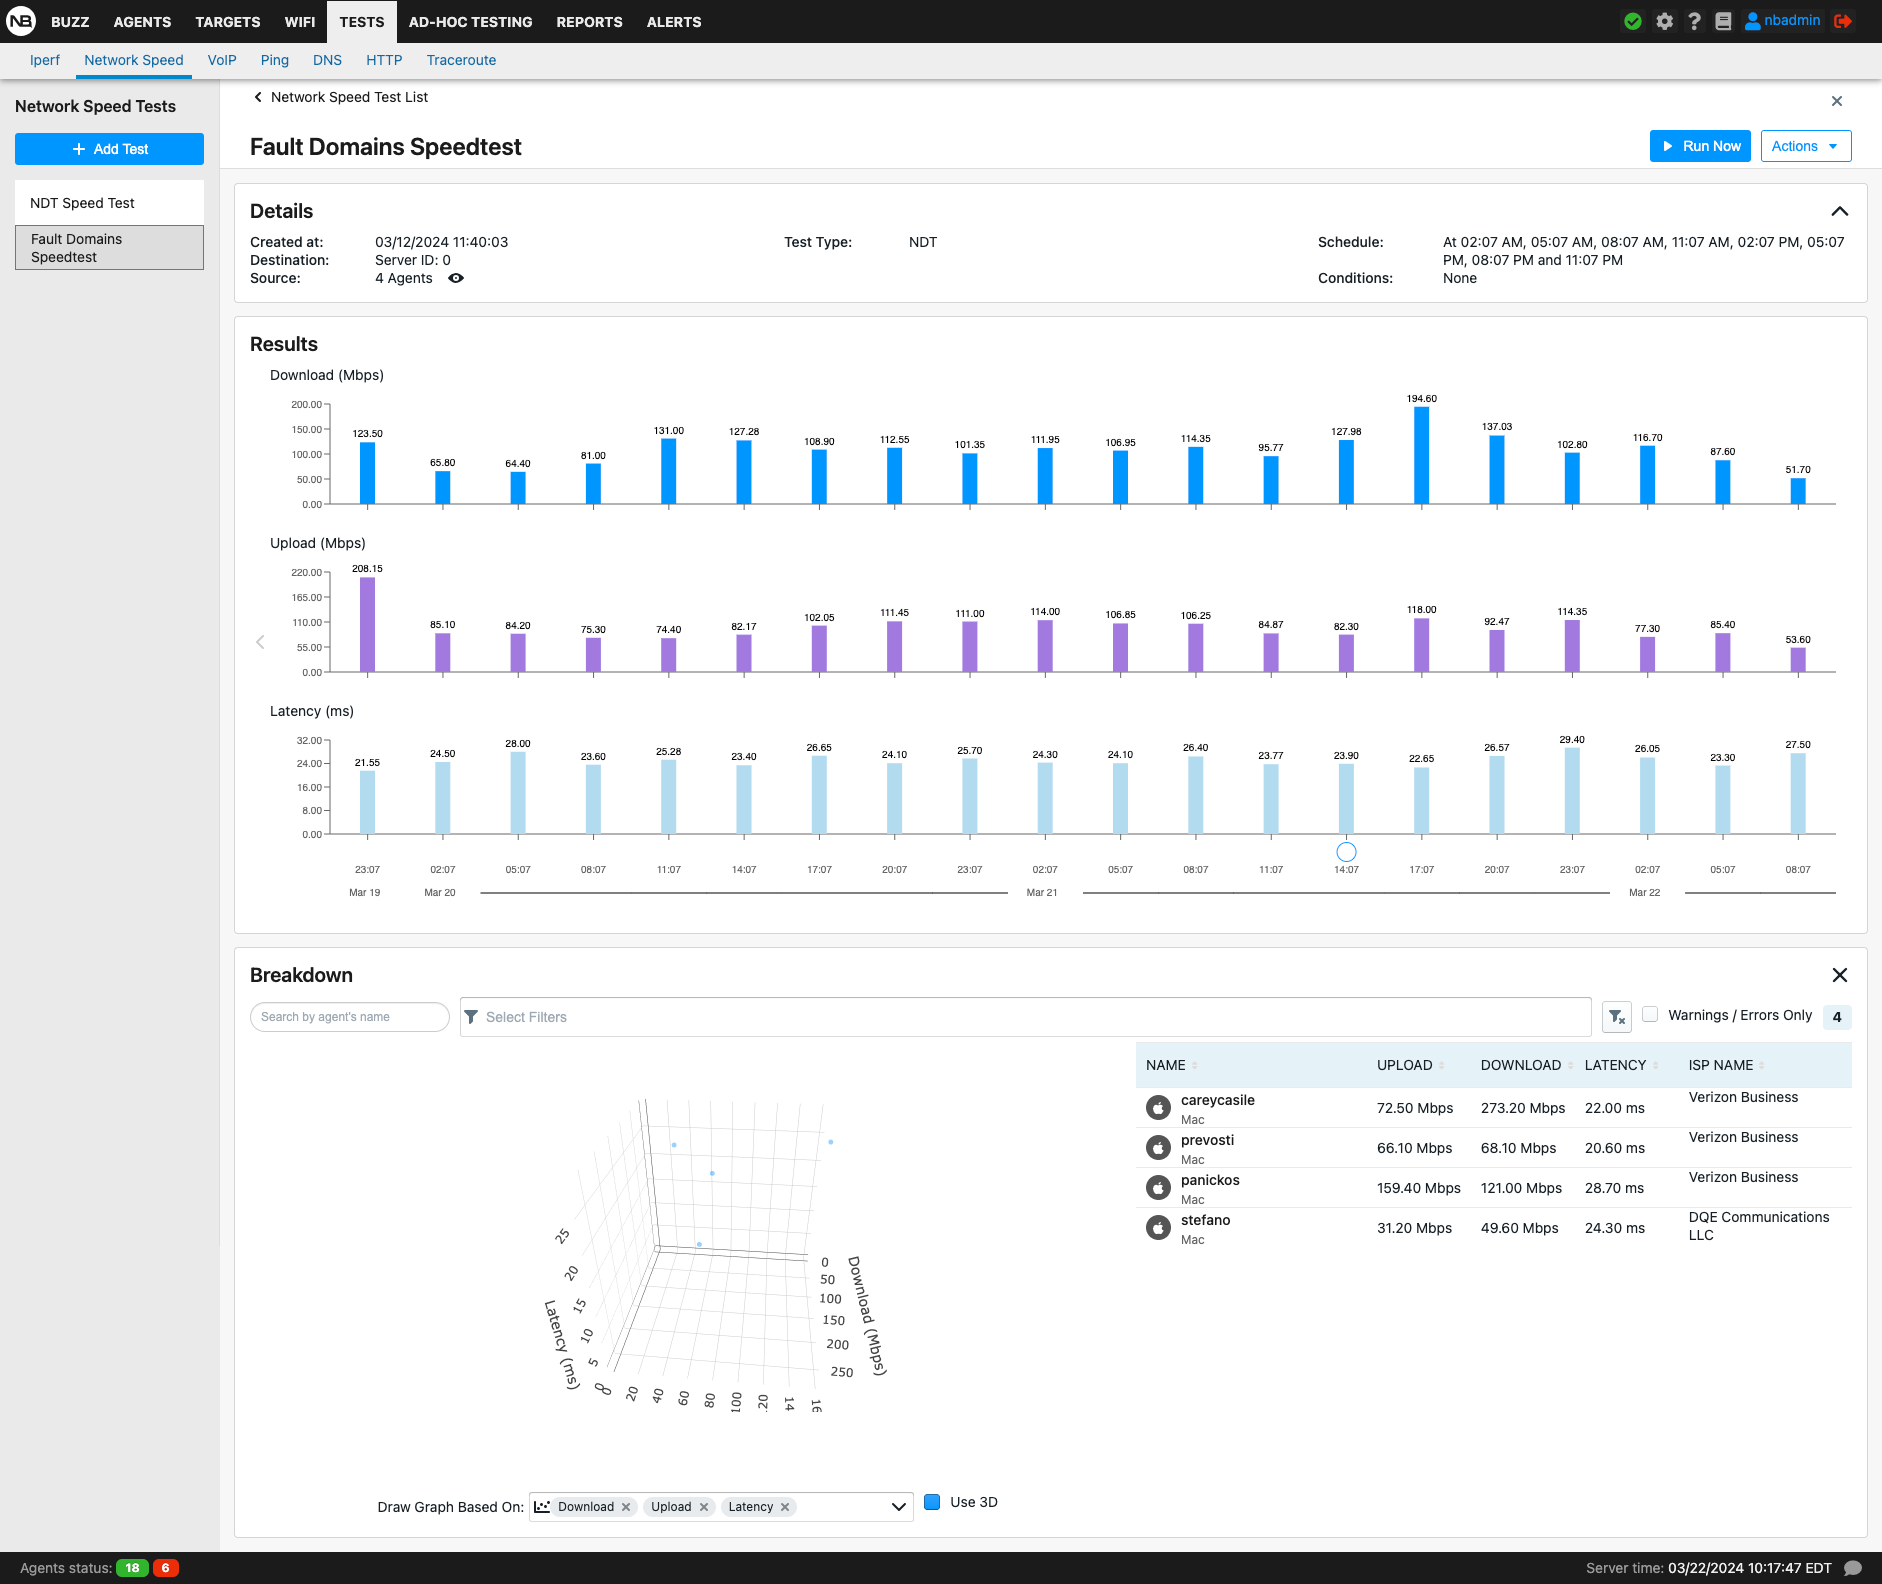 NB BUZZ AGENTS TARGETS WIFI TESTS AD-HOC TESTING REPORTS ALERTS ? nbadmin
Iperf Network Speed VoIP Ping DNS HTTP Traceroute
Network Speed Tests
+ Add Test
NDT Speed Test
Fault Domains
Speedtest
Network Speed Test List
Fault Domains Speedtest
Run Now Actions
Details
Created at: 03/12/2024 11:40:03
Destination: Server ID: 0
Source: 4 Agents
Test Type: NDT
Schedule: At 02:07 AM, 05:07 AM, 08:07 AM, 11:07 AM, 02:07 PM, 05:07
PM, 08:07 PM and 11:07 PM
Conditions: None
Results
Download (Mbps)
200.00
150.00
100.00
50.00
0.00
123.50 65.80 64.40 81.00 131.00 127.28 108.90 112.55 101.35 111.95 106.95 114.35 95.77 127.98 194.60 137.03 102.80 116.70 87.60 51.70
Upload (Mbps)
220.00
165.00
110.00
55.00
0.00
208.15 85.10 84.20 75.30 74.40 82.17 102.05 111.45 111.00 114.00 106.85 106.25 84.87 82.30 118.00 92.47 114.35 77.30 85.40 53.60
Latency (ms)
32.00
24.00
16.00
8.00
0.00
21.55 24.50 28.00 23.60 25.28 23.40 26.65 24.10 25.70 24.30 24.10 26.40 23.77 23.90 22.65 26.57 29.40 26.05 23.30 27.50
23:07 02:07 05:07 08:07 11:07 14:07 17:07 20:07 23:07 02:07 05:07 08:07 11:07 14:07 17:07 20:07 23:07 02:07 05:07 08:07
Mar 19 Mar 20 Mar 21 Mar 22
Breakdown
Search by agent's name
Select Filters
Warnings / Errors Only 4
NAME UPLOAD DOWNLOAD LATENCY ISP NAME
careycasile 72.50 Mbps 273.20 Mbps 22.00 ms Verizon Business
Mac
prevosti 66.10 Mbps 68.10 Mbps 20.60 ms Verizon Business
Mac
panickos 159.40 Mbps 121.00 Mbps 28.70 ms Verizon Business
Mac
stefano 31.20 Mbps 49.60 Mbps 24.30 ms DQE Communications
LLC
Mac
25
20
15
10
5
0
Latency (ms)
0
50
100
150
200
250
Download (Mbps)
0 20 40 60 80 100 20 14 16
Draw Graph Based On: Download Upload Latency
Use 3D
Agents status: 18 6
Server time: 03/22/2024 10:17:47 EDT